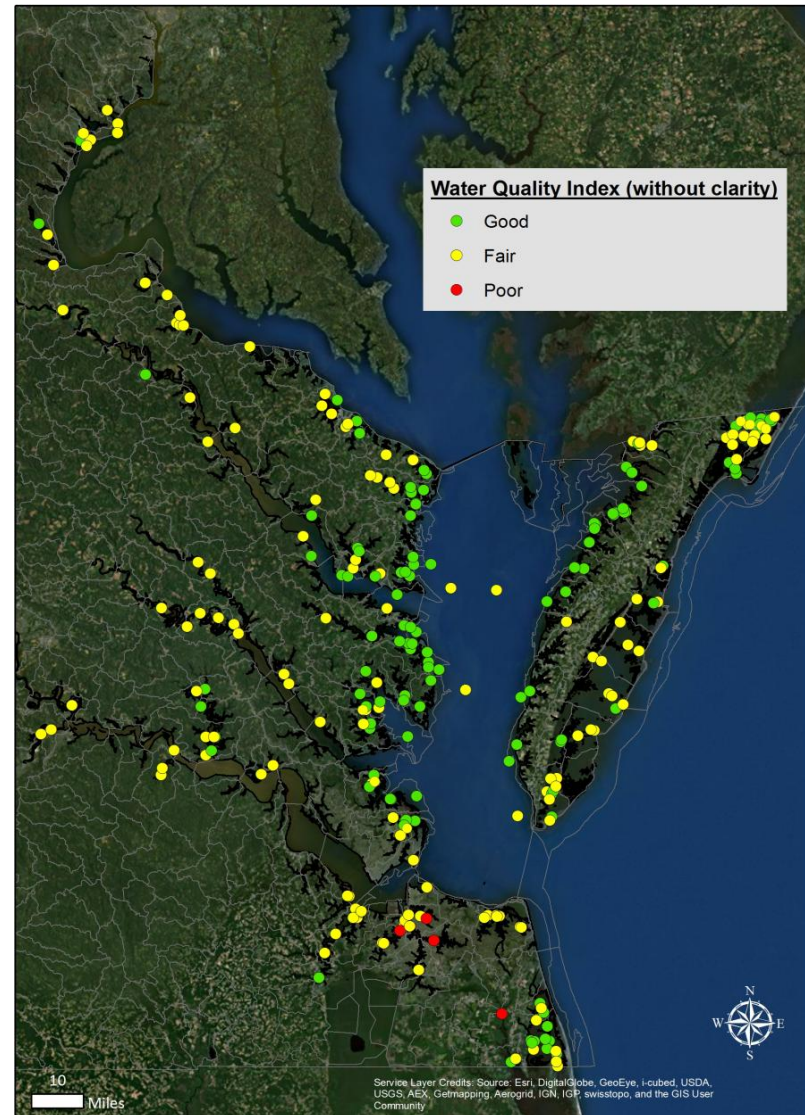 Water Quality Index (without clarity)
Good
Fair
Poor
N
W E
S
10
Miles
Service Layer Credits: Source: Esri, DigitalGlobe, GeoEye, i-cubed, USDA,
USGS, AEX, Getmapping, Aerogrid, IGN, IGP, swisstopo, and the GIS User
Community